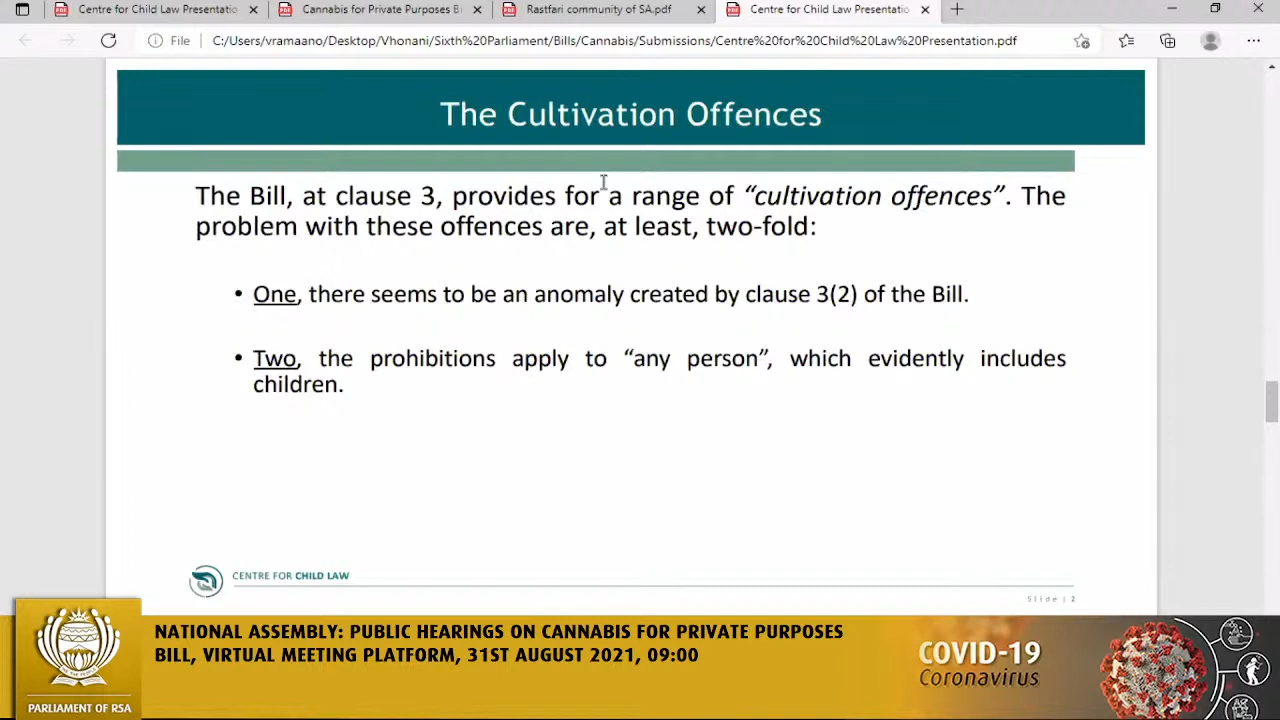 Centre for Child Law Presentatio
Cannabis for Private Purposes Bi
Rastfari community of SA.pdf
Centre for Child Law Presentatio
File
C:/Users/vramaano/Desktop/Vhonani/Sixth%20Parliament/Bills/Cannabis/Submissions/Centre%20for%20Child%20Law%20Presentation.pdf
The Cultivation Offences
The Bill, at clause 3, provides for a range of “cultivation offences”. The
problem with these offences are, at least, two-fold:
• One, there seems to be an anomaly created by clause 3(2) of the Bill.
• Two, the prohibitions apply to “any person”, which evidently includes
children.
CENTRE FOR CHILD LAW
Slide | 2
NATIONAL ASSEMBLY: PUBLIC HEARINGS ON CANNABIS FOR PRIVATE PURPOSES
BILL, VIRTUAL MEETING PLATFORM, 31ST AUGUST 2021, 09:00
COVID-19
Coronavirus
PARLIAMENT OF RSA